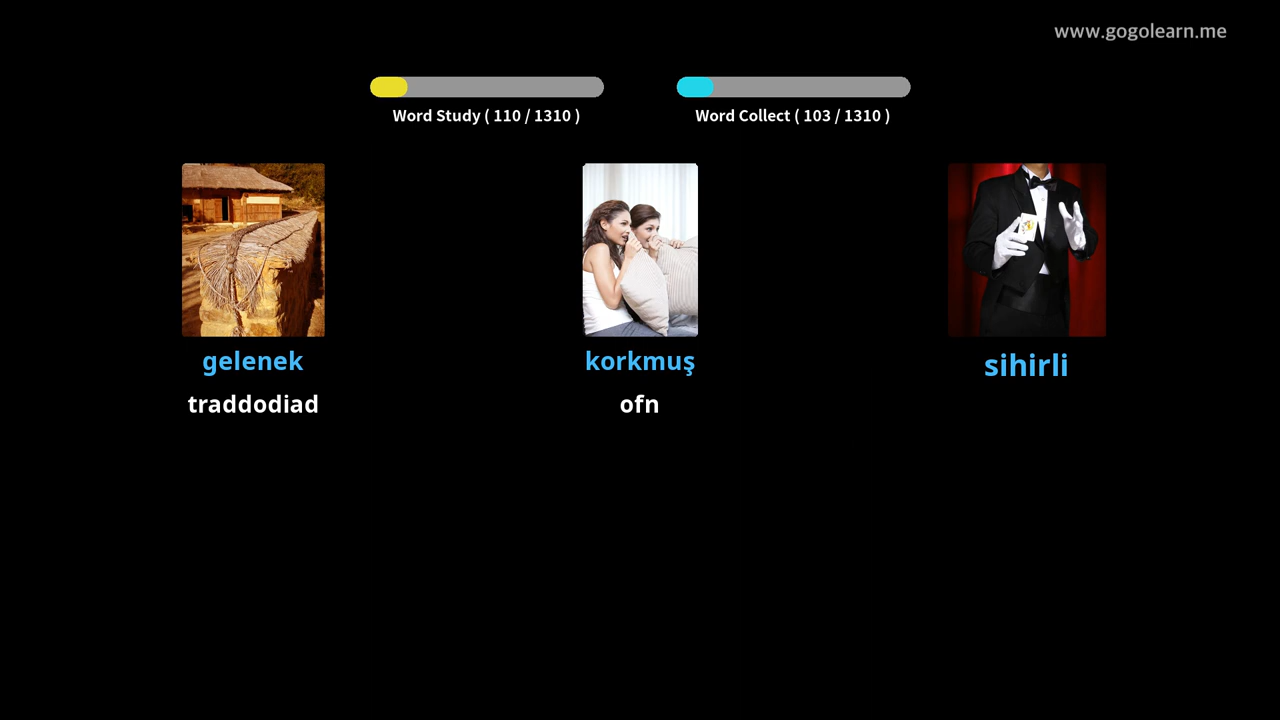 www.gogolearn.me
Word Study ( 110 / 1310 )
Word Collect ( 103 / 1310 )
gelenek
korkmuş
sihirli
traddodiad
ofn